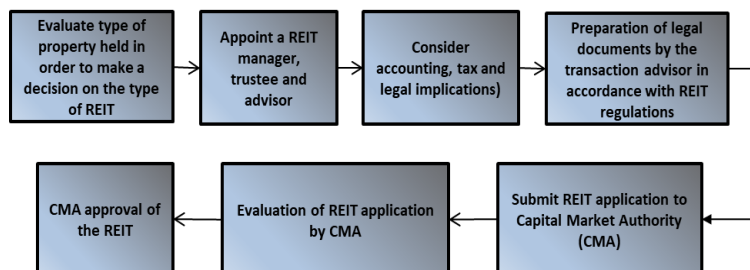 Evaluate type of
property held in
order to make a
decision on the type
of REIT
Appoint a REIT
manager,
trustee and
advisor
Consider
accounting, tax and
legal implications)
Preparation of legal
documents by the
transaction advisor in
accordance with REIT
regulations
CMA approval of
the REIT
Evaluation of REIT application
by CMA
Submit REIT application to
Capital Market Authority
(CMA)